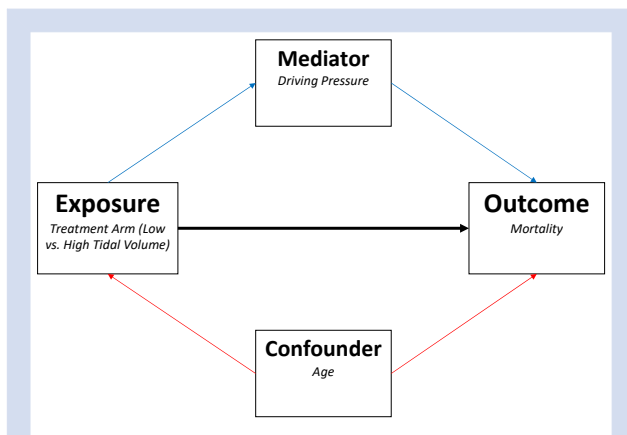 Mediator
Driving Pressure
Exposure
Treatment Arm (Low
vs. High Tidal Volume)
Outcome
Mortality
Confounder
Age